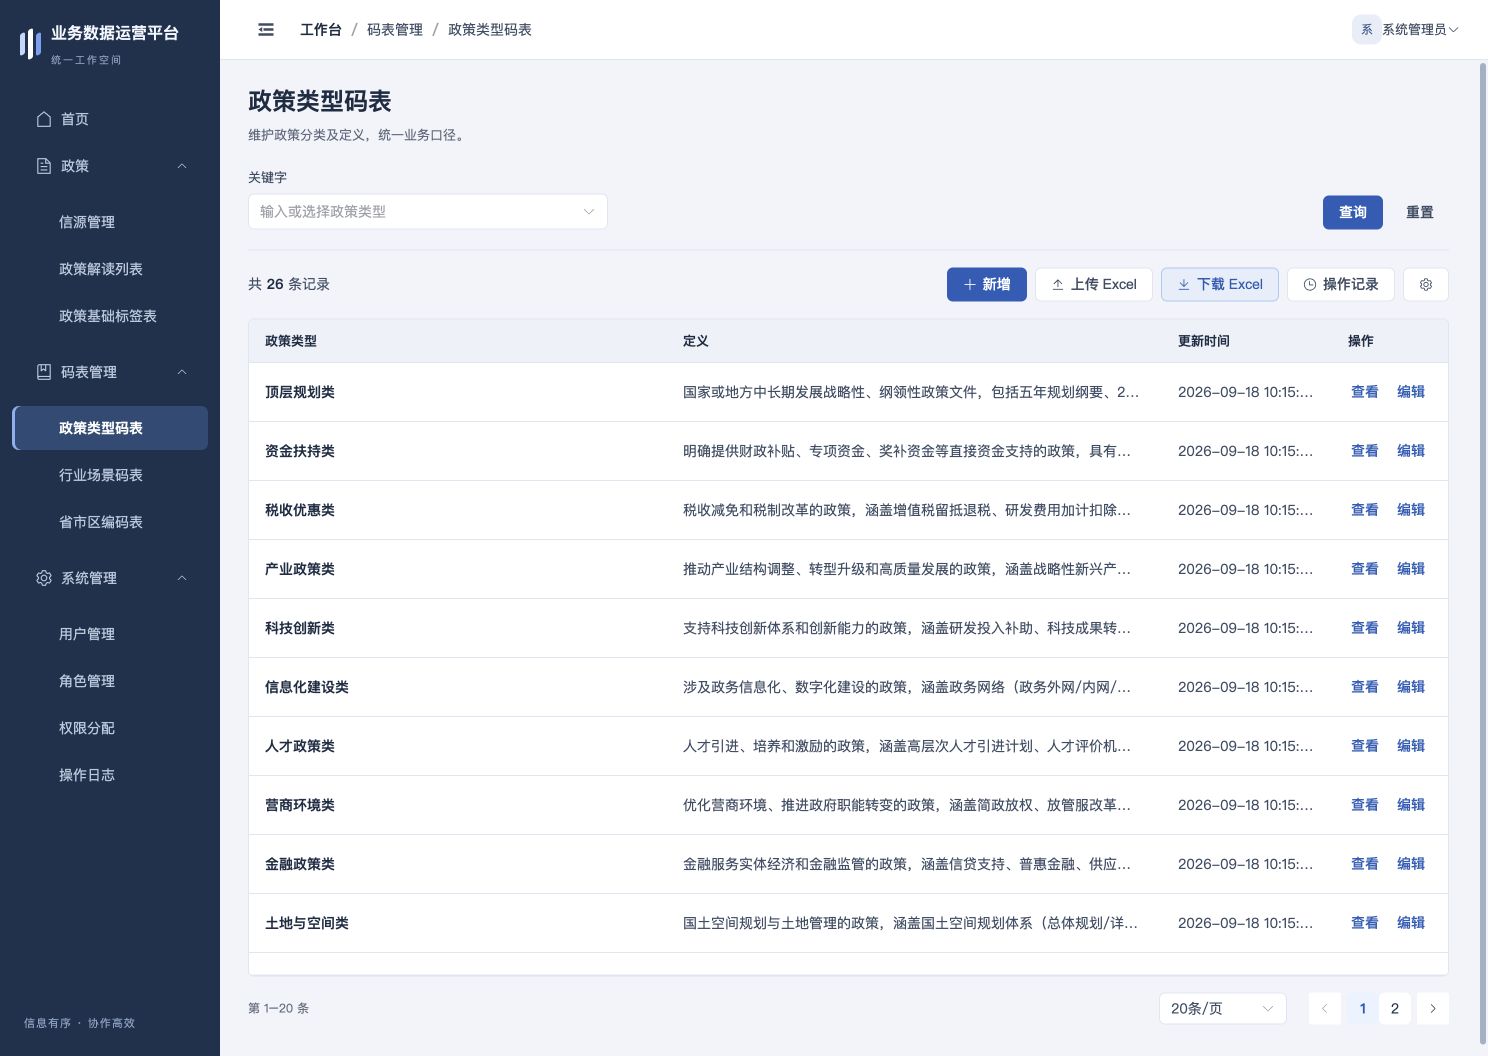 业务数据运营平台
统一工作空间
首页
政策
信源管理
政策解读列表
政策基础标签表
码表管理
政策类型码表
行业场景码表
省市区编码表
系统管理
用户管理
角色管理
权限分配
操作日志
信息有序 · 协作高效
工作台 / 码表管理 / 政策类型码表
系 系统管理员
政策类型码表
维护政策分类及定义，统一业务口径。
关键字
输入或选择政策类型
查询 重置
共 26 条记录
新增 上传 Excel 下载 Excel 操作记录
政策类型 定义 更新时间 操作
顶层规划类 国家或地方中长期发展战略性、纲领性政策文件，包括五年规划纲要、2... 2026-09-18 10:15:... 查看 编辑
资金扶持类 明确提供财政补贴、专项资金、奖补资金等直接资金支持的政策，具有... 2026-09-18 10:15:... 查看 编辑
税收优惠类 税收减免和税制改革的政策，涵盖增值税留抵退税、研发费用加计扣除... 2026-09-18 10:15:... 查看 编辑
产业政策类 推动产业结构调整、转型升级和高质量发展的政策，涵盖战略性新兴产... 2026-09-18 10:15:... 查看 编辑
科技创新类 支持科技创新体系和创新能力的政策，涵盖研发投入补助、科技成果转... 2026-09-18 10:15:... 查看 编辑
信息化建设类 涉及政务信息化、数字化建设的政策，涵盖政务网络（政务外网/内网/... 2026-09-18 10:15:... 查看 编辑
人才政策类 人才引进、培养和激励的政策，涵盖高层次人才引进计划、人才评价机... 2026-09-18 10:15:... 查看 编辑
营商环境类 优化营商环境、推进政府职能转变的政策，涵盖简政放权、放管服改革... 2026-09-18 10:15:... 查看 编辑
金融政策类 金融服务实体经济和金融监管的政策，涵盖信贷支持、普惠金融、供应... 2026-09-18 10:15:... 查看 编辑
土地与空间类 国土空间规划与土地管理的政策，涵盖国土空间规划体系（总体规划/详... 2026-09-18 10:15:... 查看 编辑
第 1–20 条
20条/页 1 2